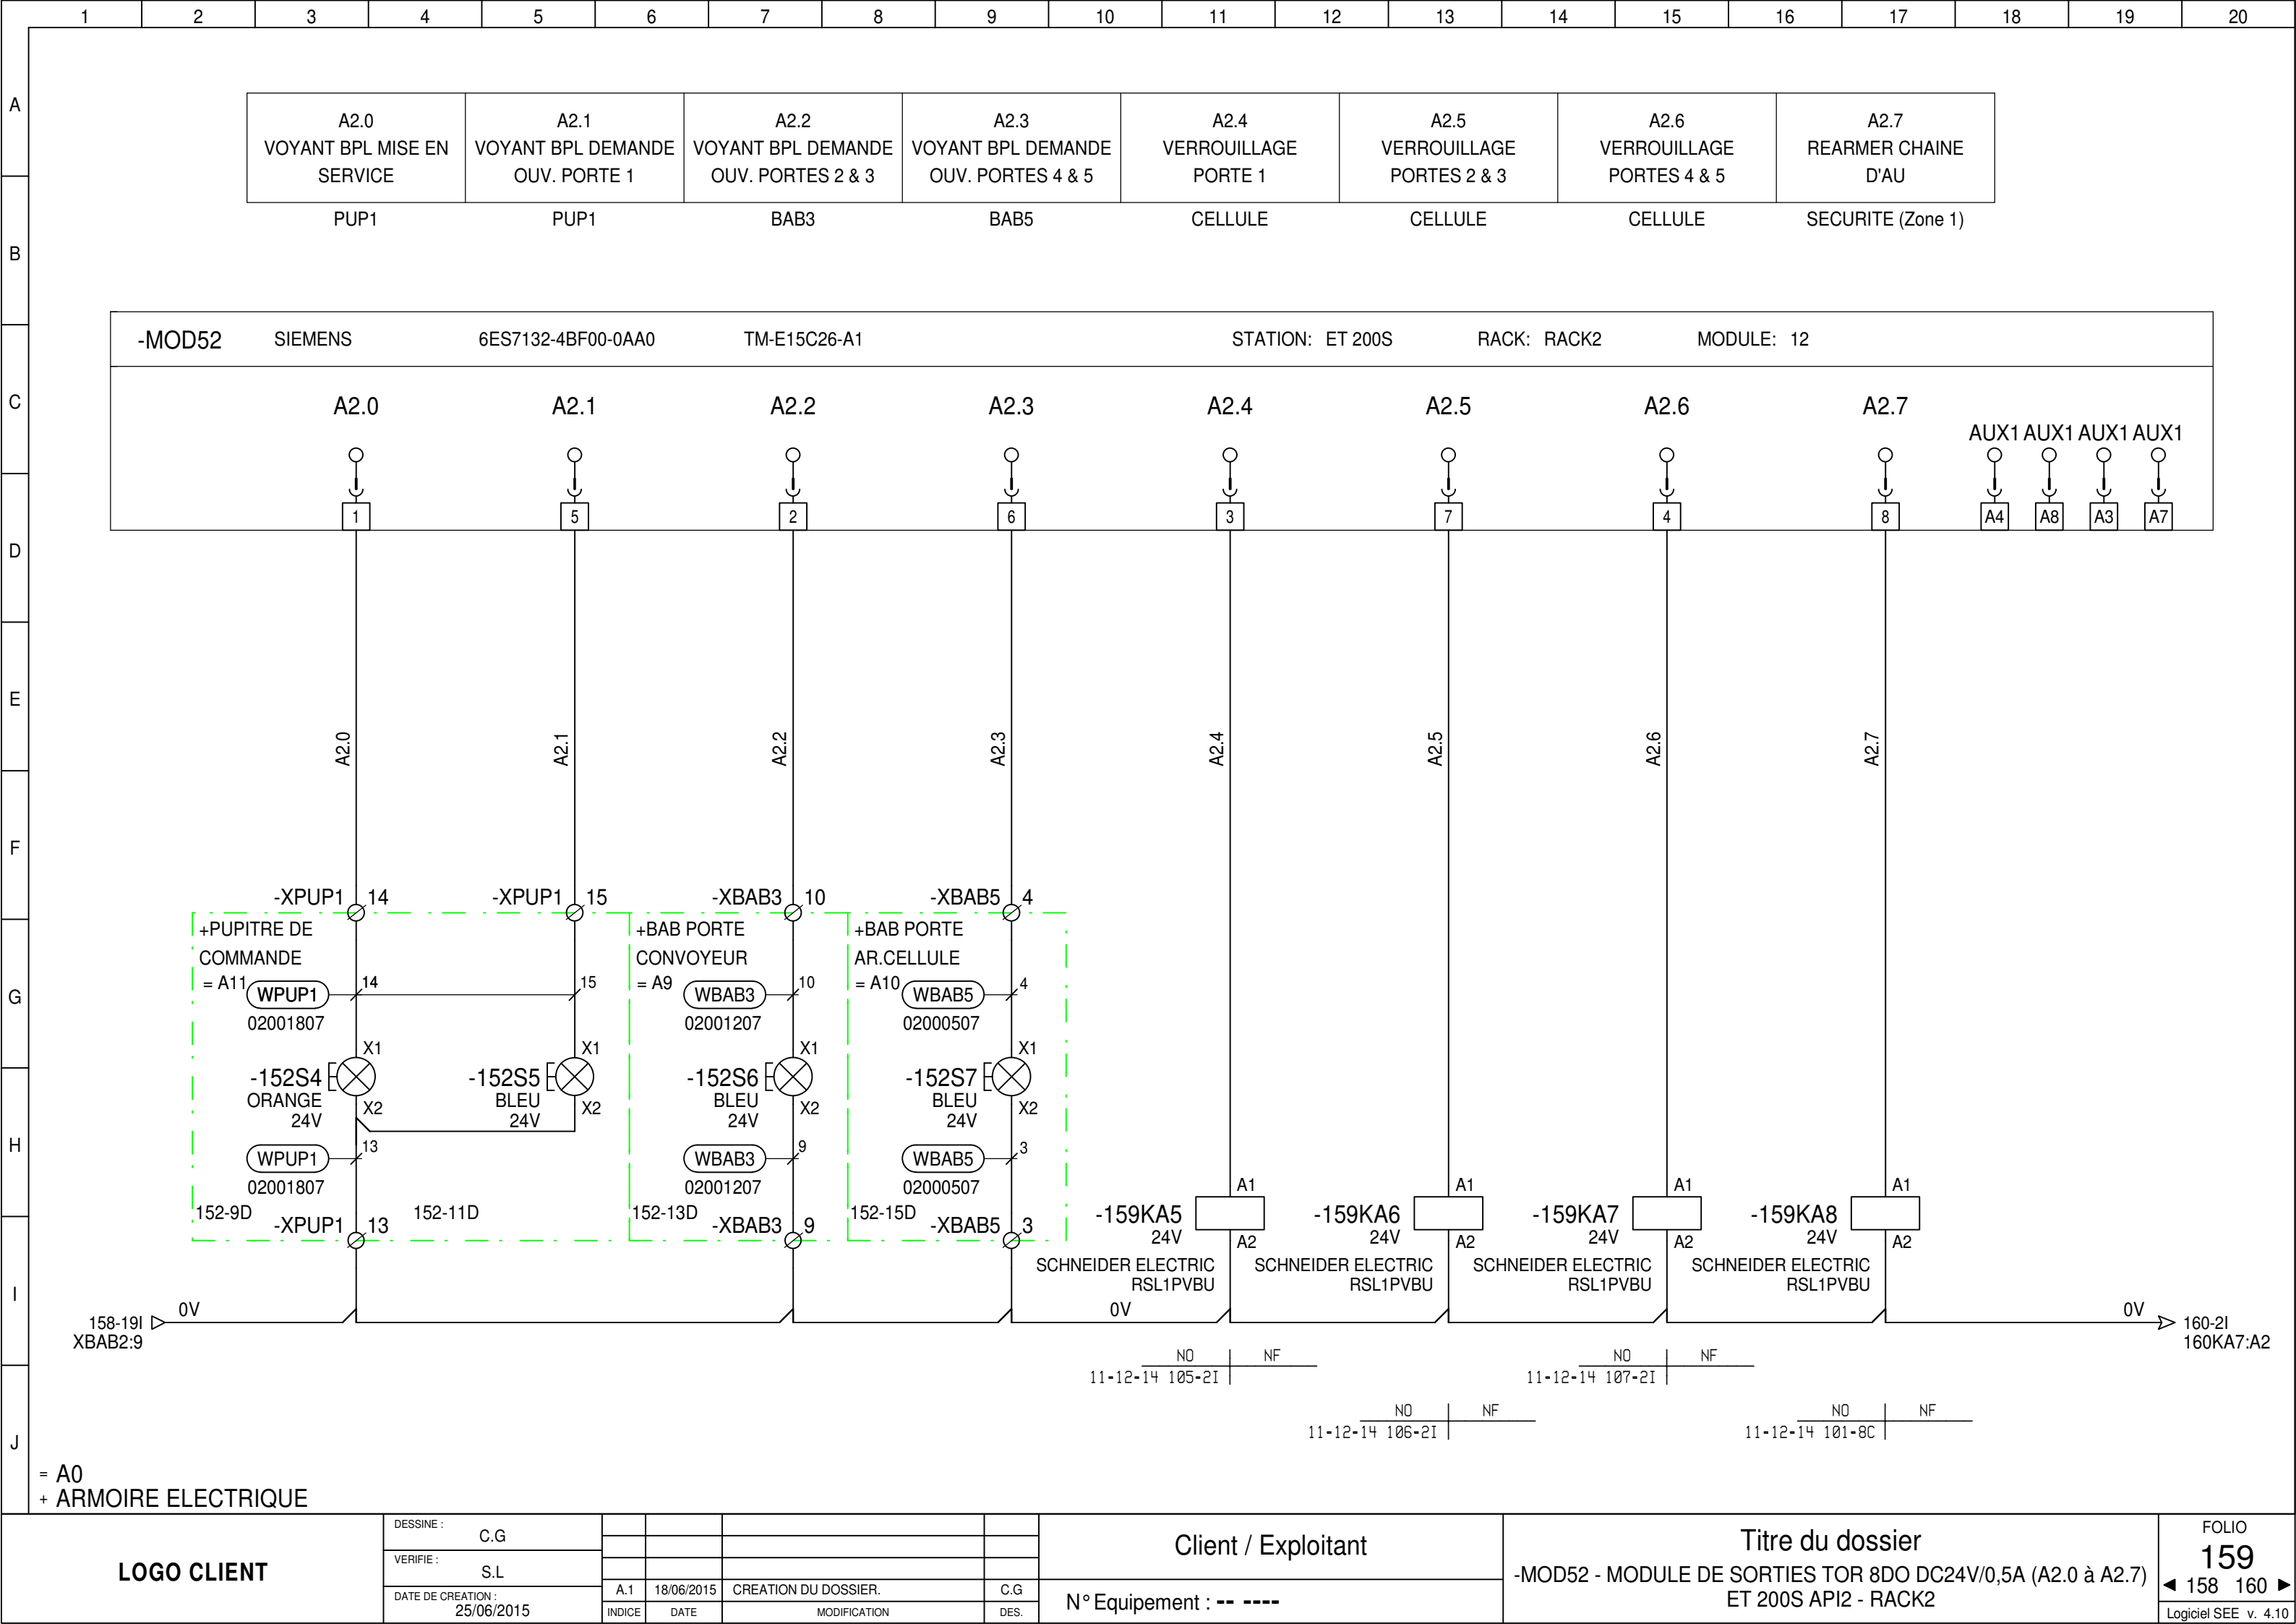 1 2 3 4 5 6 7 8 9 10 11 12 13 14 15 16 17 18 19 20
A
B
C
D
E
F
G
H
I
J
A2.0
VOYANT BPL MISE EN
SERVICE
PUP1
A2.1
VOYANT BPL DEMANDE
OUV. PORTE 1
PUP1
A2.2
VOYANT BPL DEMANDE
OUV. PORTES 2 & 3
BAB3
A2.3
VOYANT BPL DEMANDE
OUV. PORTES 4 & 5
BAB5
A2.4
VERROUILLAGE
PORTE 1
CELLULE
A2.5
VERROUILLAGE
PORTES 2 & 3
CELLULE
A2.6
VERROUILLAGE
PORTES 4 & 5
CELLULE
A2.7
REARMER CHAINE
D'AU
SECURITE (Zone 1)
-MOD52 SIEMENS 6ES7132-4BF00-0AA0 TM-E15C26-A1 STATION: ET 200S RACK: RACK2 MODULE: 12
A2.0 A2.1 A2.2 A2.3 A2.4 A2.5 A2.6 A2.7
AUX1 AUX1 AUX1 AUX1
1 5 2 6 3 7 4 8 A4 A8 A3 A7
A2.0 A2.1 A2.2 A2.3 A2.4 A2.5 A2.6 A2.7
-XPUP1 14
-XPUP1 15
-XBAB3 10
-XBAB5 4
+PUPITRE DE
COMMANDE
= A11
WPUP1
14
15
02001807
+BAB PORTE
CONVOYEUR
= A9
WBAB3
10
02001207
+BAB PORTE
AR.CELLULE
= A10
WBAB5
4
02000507
X1
-152S4
ORANGE
24V
X2
X1
-152S5
BLEU
24V
X2
X1
-152S6
BLEU
24V
X2
X1
-152S7
BLEU
24V
X2
WPUP1
13
02001807
WBAB3
9
02001207
WBAB5
3
02000507
152-9D
-XPUP1 13
152-11D
152-13D
-XBAB3 9
152-15D
-XBAB5 3
A1
-159KA5
24V
A2
SCHNEIDER ELECTRIC
RSL1PVBU
A1
-159KA6
24V
A2
SCHNEIDER ELECTRIC
RSL1PVBU
A1
-159KA7
24V
A2
SCHNEIDER ELECTRIC
RSL1PVBU
A1
-159KA8
24V
A2
SCHNEIDER ELECTRIC
RSL1PVBU
158-19I
XBAB2:9
0V
0V
0V
160-2I
160KA7:A2
NO NF
11-12-14 105-2I
NO NF
11-12-14 106-2I
NO NF
11-12-14 107-2I
NO NF
11-12-14 101-8C
= A0
+ ARMOIRE ELECTRIQUE
LOGO CLIENT
DESSINE :
C.G
VERIFIE :
S.L
DATE DE CREATION :
25/06/2015
A.1 18/06/2015 CREATION DU DOSSIER. C.G
INDICE DATE MODIFICATION DES.
Client / Exploitant
N° Equipement : -- ----
Titre du dossier
-MOD52 - MODULE DE SORTIES TOR 8DO DC24V/0,5A (A2.0 à A2.7)
ET 200S API2 - RACK2
FOLIO
159
158 160
Logiciel SEE v. 4.10